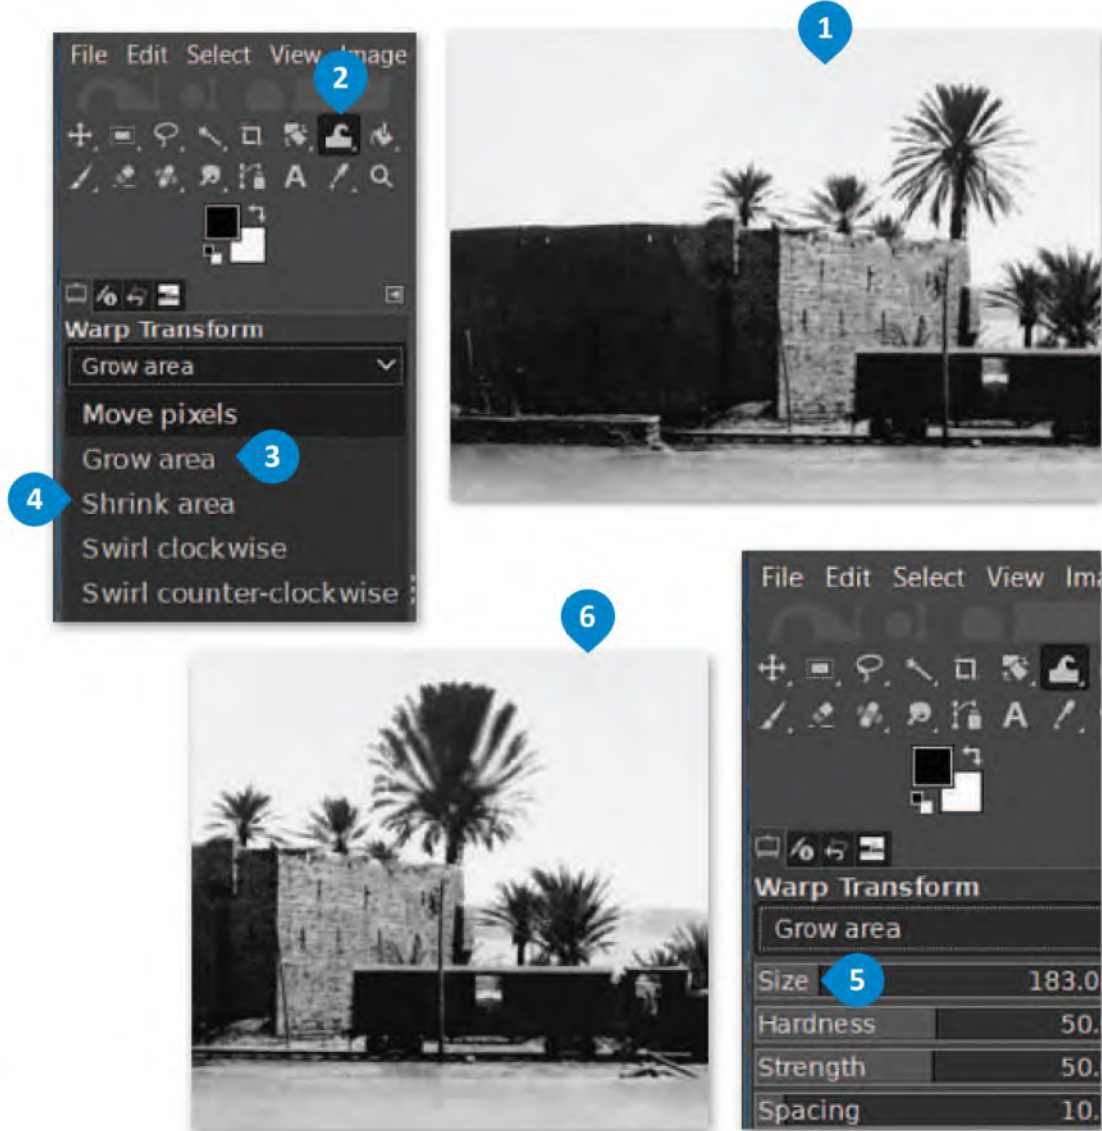 1
File Edit Select View Image
2
A
Warp Transform
Grow area
Move pixels
Grow area
3
4
Shrink area
Swirl clockwise
Swirl counter-clockwise
6
File Edit Select View Ima
A
Warp Transform
Grow area
Size 5 183.0
Hardness 50.
Strength 50.
Spacing 10.